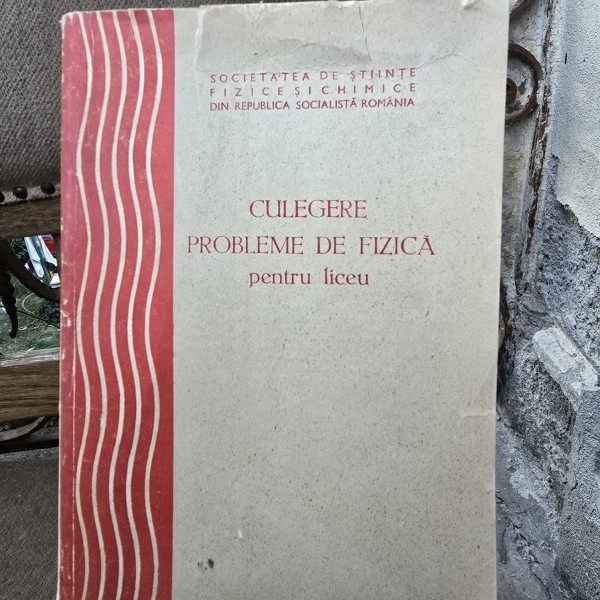 SOCIETATEA DE ȘTIINȚE
FIZICE ȘI CHIMICE
DIN REPUBLICA SOCIALISTĂ ROMÂNIA
CULEGERE
PROBLEME DE FIZICĂ
pentru liceu